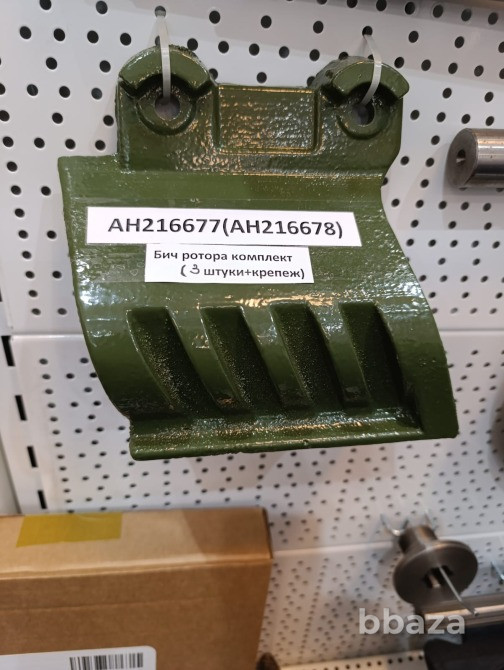 AH216677(AH216678)
Бич ротора комплект
(3 штуки+крепеж)
bbaza